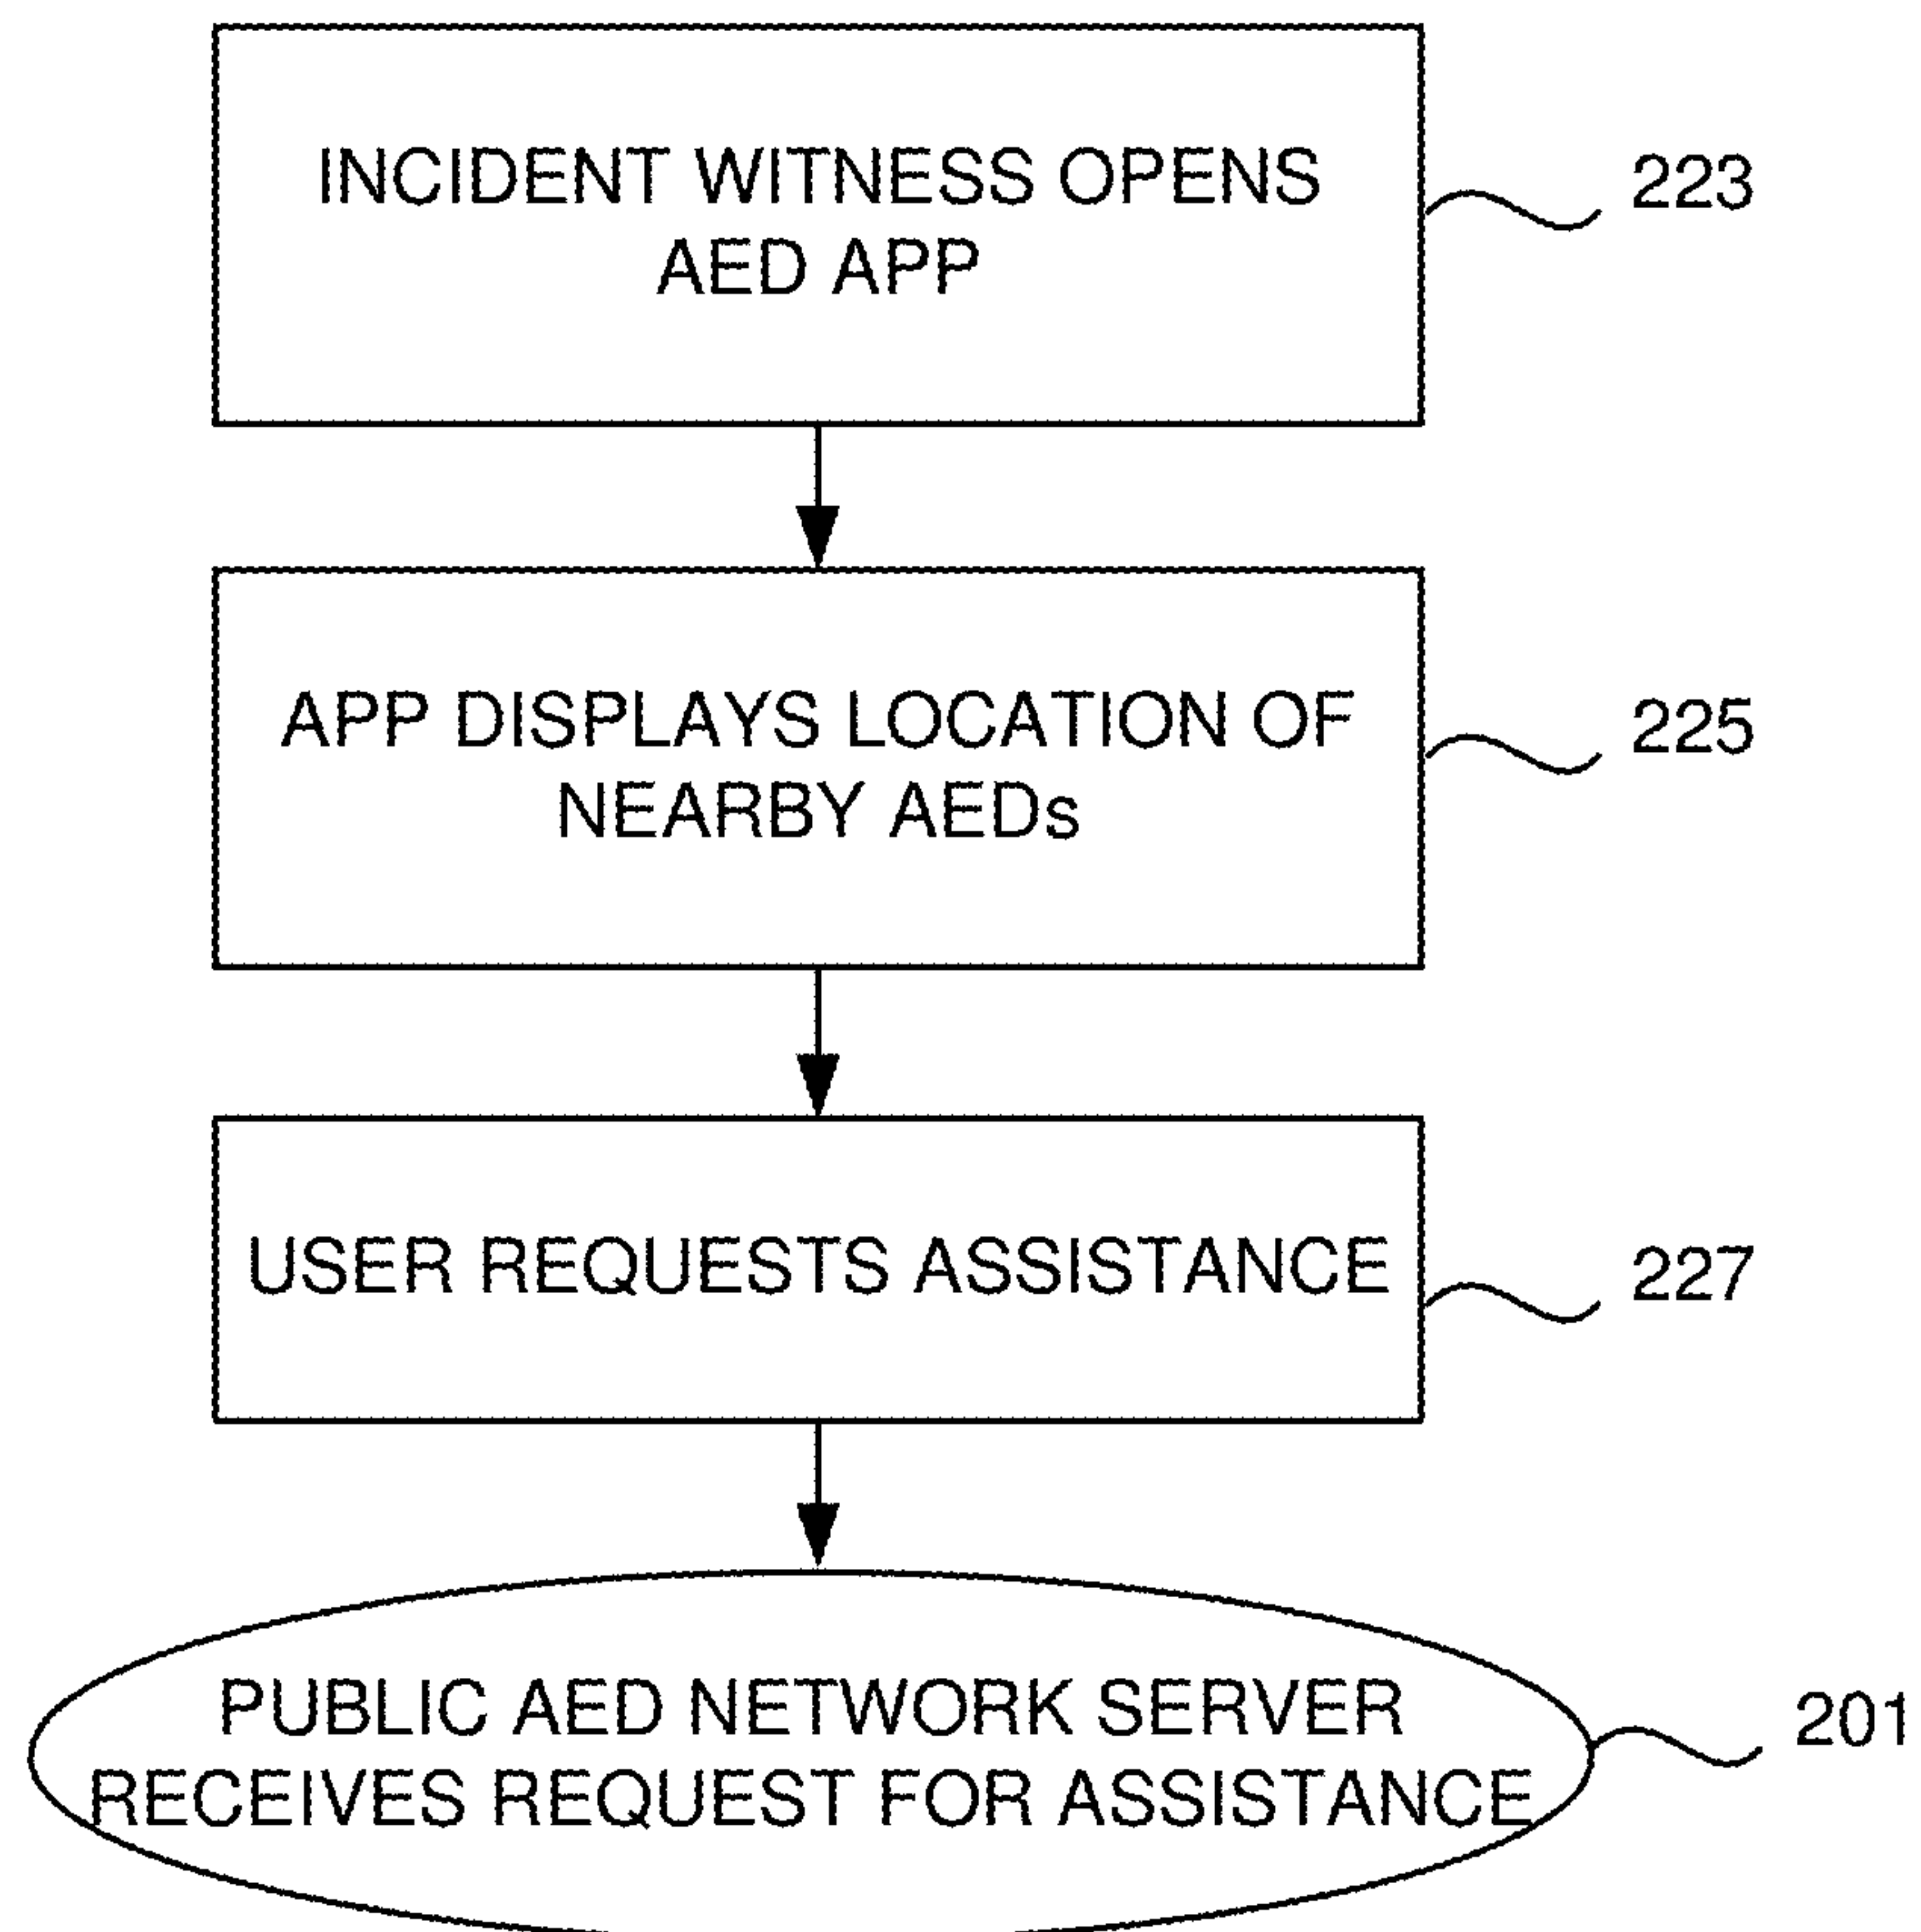 INCIDENT WITNESS OPENS
AED APP
223
APP DISPLAYS LOCATION OF
NEARBY AEDs
225
USER REQUESTS ASSISTANCE
227
PUBLIC AED NETWORK SERVER
RECEIVES REQUEST FOR ASSISTANCE
201